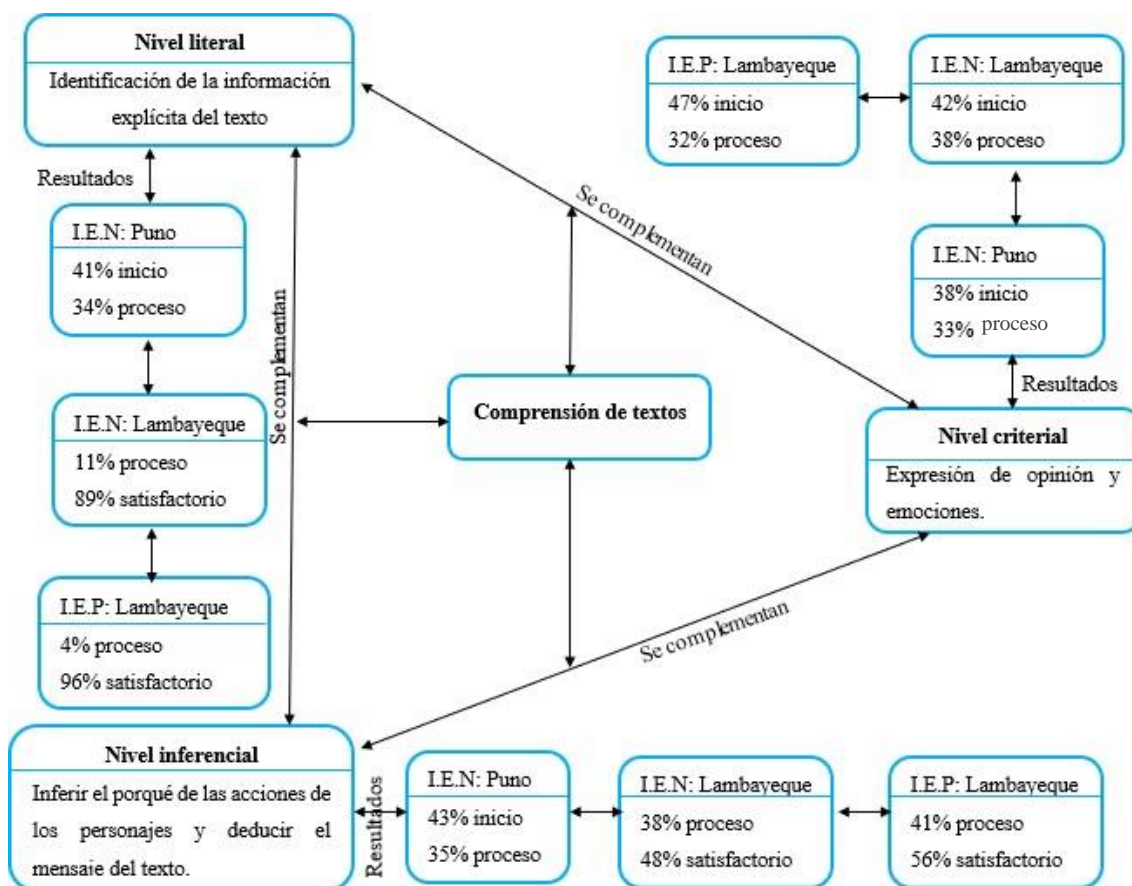 Nivel literal
Identificación de la información
explícita del texto
Resultados
I.E.N: Puno
41% inicio
34% proceso
I.E.N: Lambayeque
11% proceso
89% satisfactorio
I.E.P: Lambayeque
4% proceso
96% satisfactorio
Se complementan
Nivel inferencial
Inferir el porqué de las acciones de
los personajes y deducir el
mensaje del texto.
Resultados
I.E.N: Puno
43% inicio
35% proceso
I.E.N: Lambayeque
38% proceso
48% satisfactorio
I.E.P: Lambayeque
41% proceso
56% satisfactorio
Comprensión de textos
Se complementan
Se complementan
I.E.P: Lambayeque
47% inicio
32% proceso
I.E.N: Lambayeque
42% inicio
38% proceso
I.E.N: Puno
38% inicio
33% proceso
Resultados
Nivel criterial
Expresión de opinión y
emociones.